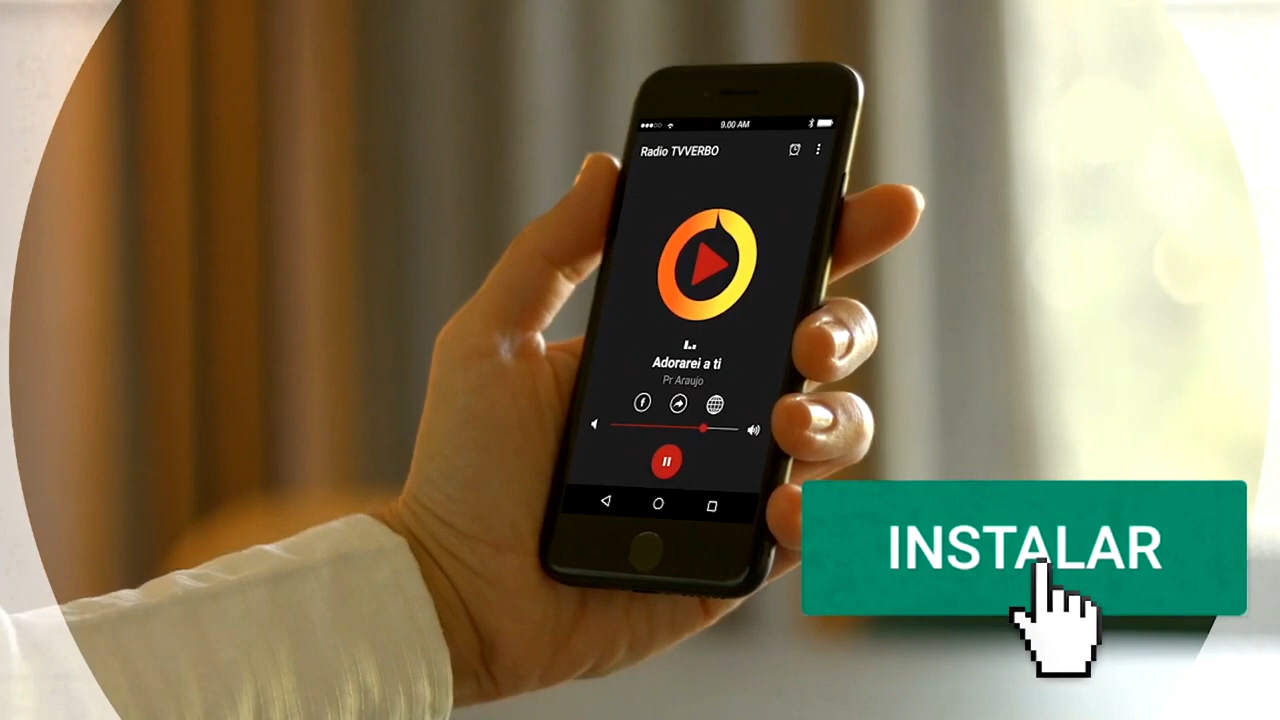 9.00 AM
Radio TVVERBO
Adorarei a ti
Pr Araujo
INSTALAR